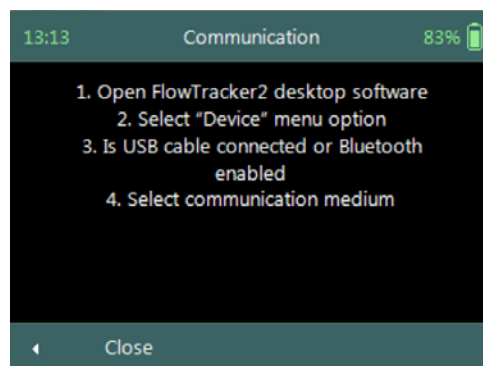 13:13 Communication 83%
1. Open FlowTracker2 desktop software
2. Select "Device" menu option
3. Is USB cable connected or Bluetooth
enabled
4. Select communication medium
Close